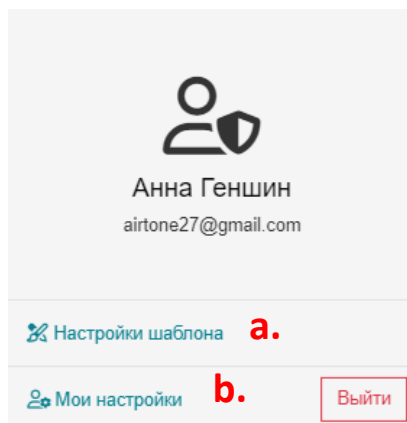 Анна Геншин
airtone27@gmail.com
Настройки шаблона a.
Мои настройки b. Выйти